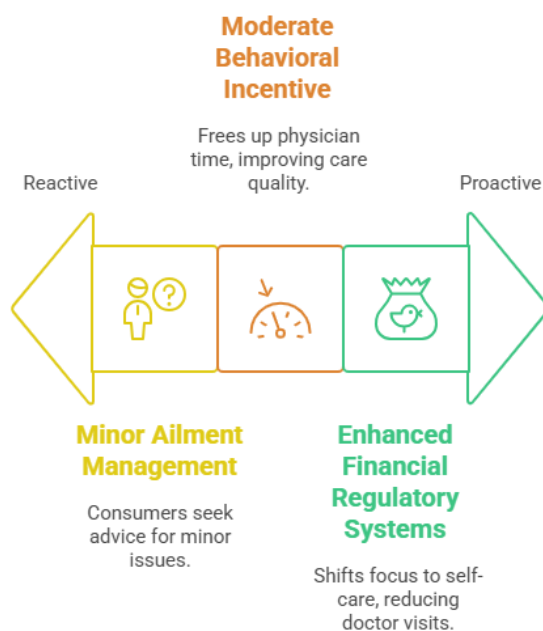 Moderate
Behavioral
Incentive
Frees up physician
time, improving care
quality.
Reactive
Proactive
?
Minor Ailment
Management
Consumers seek
advice for minor
issues.
Enhanced
Financial
Regulatory
Systems
Shifts focus to self-
care, reducing
doctor visits.